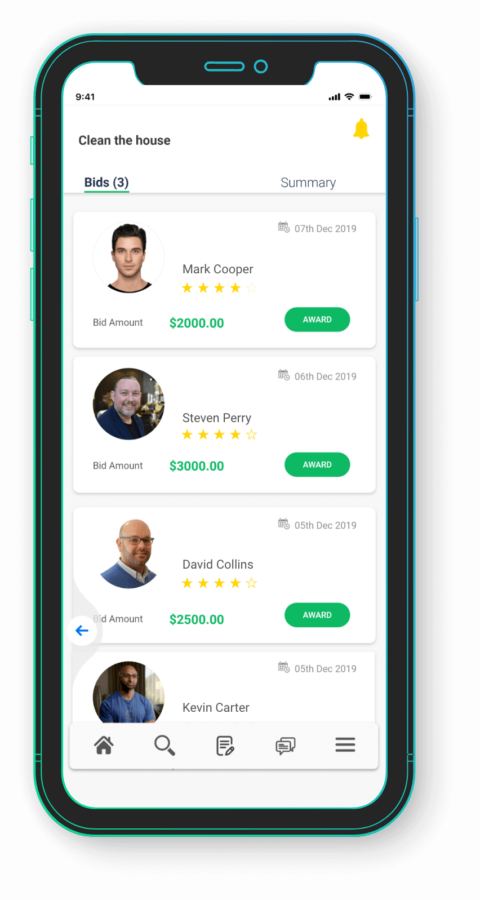 9:41
Clean the house
Bids (3)
Summary
07th Dec 2019
Mark Cooper
Bid Amount
$2000.00
AWARD
06th Dec 2019
Steven Perry
Bid Amount
$3000.00
AWARD
05th Dec 2019
David Collins
d Amount
$2500.00
AWARD
05th Dec 2019
Kevin Carter